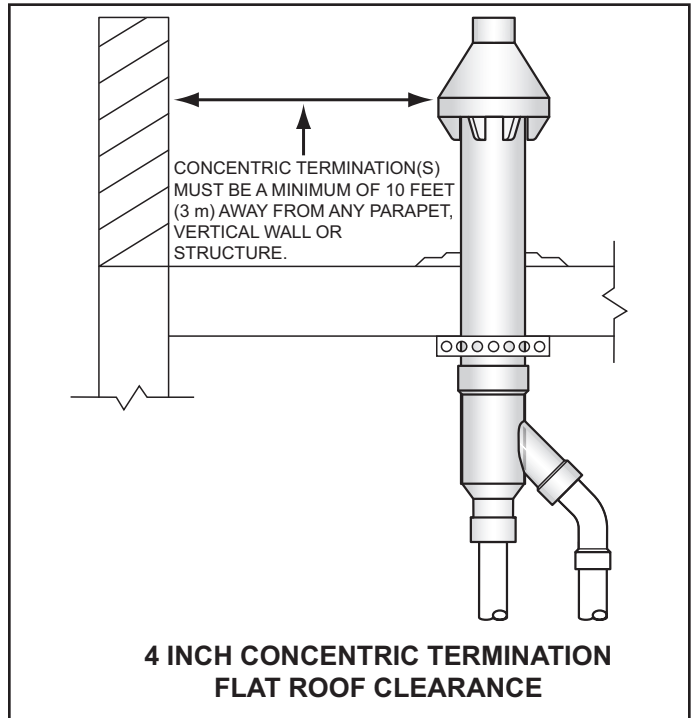 CONCENTRIC TERMINATION(S)
MUST BE A MINIMUM OF 10 FEET
(3 m) AWAY FROM ANY PARAPET,
VERTICAL WALL OR
STRUCTURE.
4 INCH CONCENTRIC TERMINATION
FLAT ROOF CLEARANCE